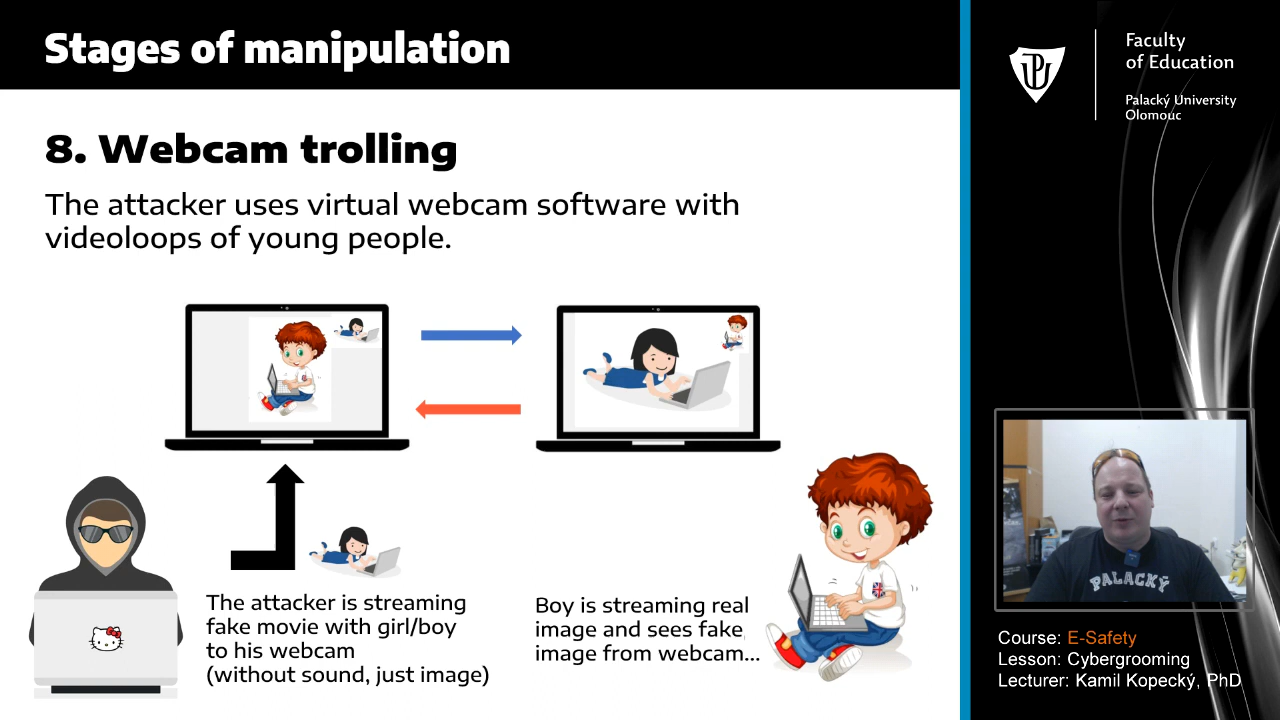 Stages of manipulation
8. Webcam trolling
The attacker uses virtual webcam software with
videoloops of young people.
The attacker is streaming
fake movie with girl/boy
to his webcam
(without sound, just image)
Boy is streaming real
image and sees fake
image from webcam...
Faculty
of Education
Palacký University
Olomouc
PALACKÝ
Course: E-Safety
Lesson: Cybergrooming
Lecturer: Kamil Kopecký, PhD